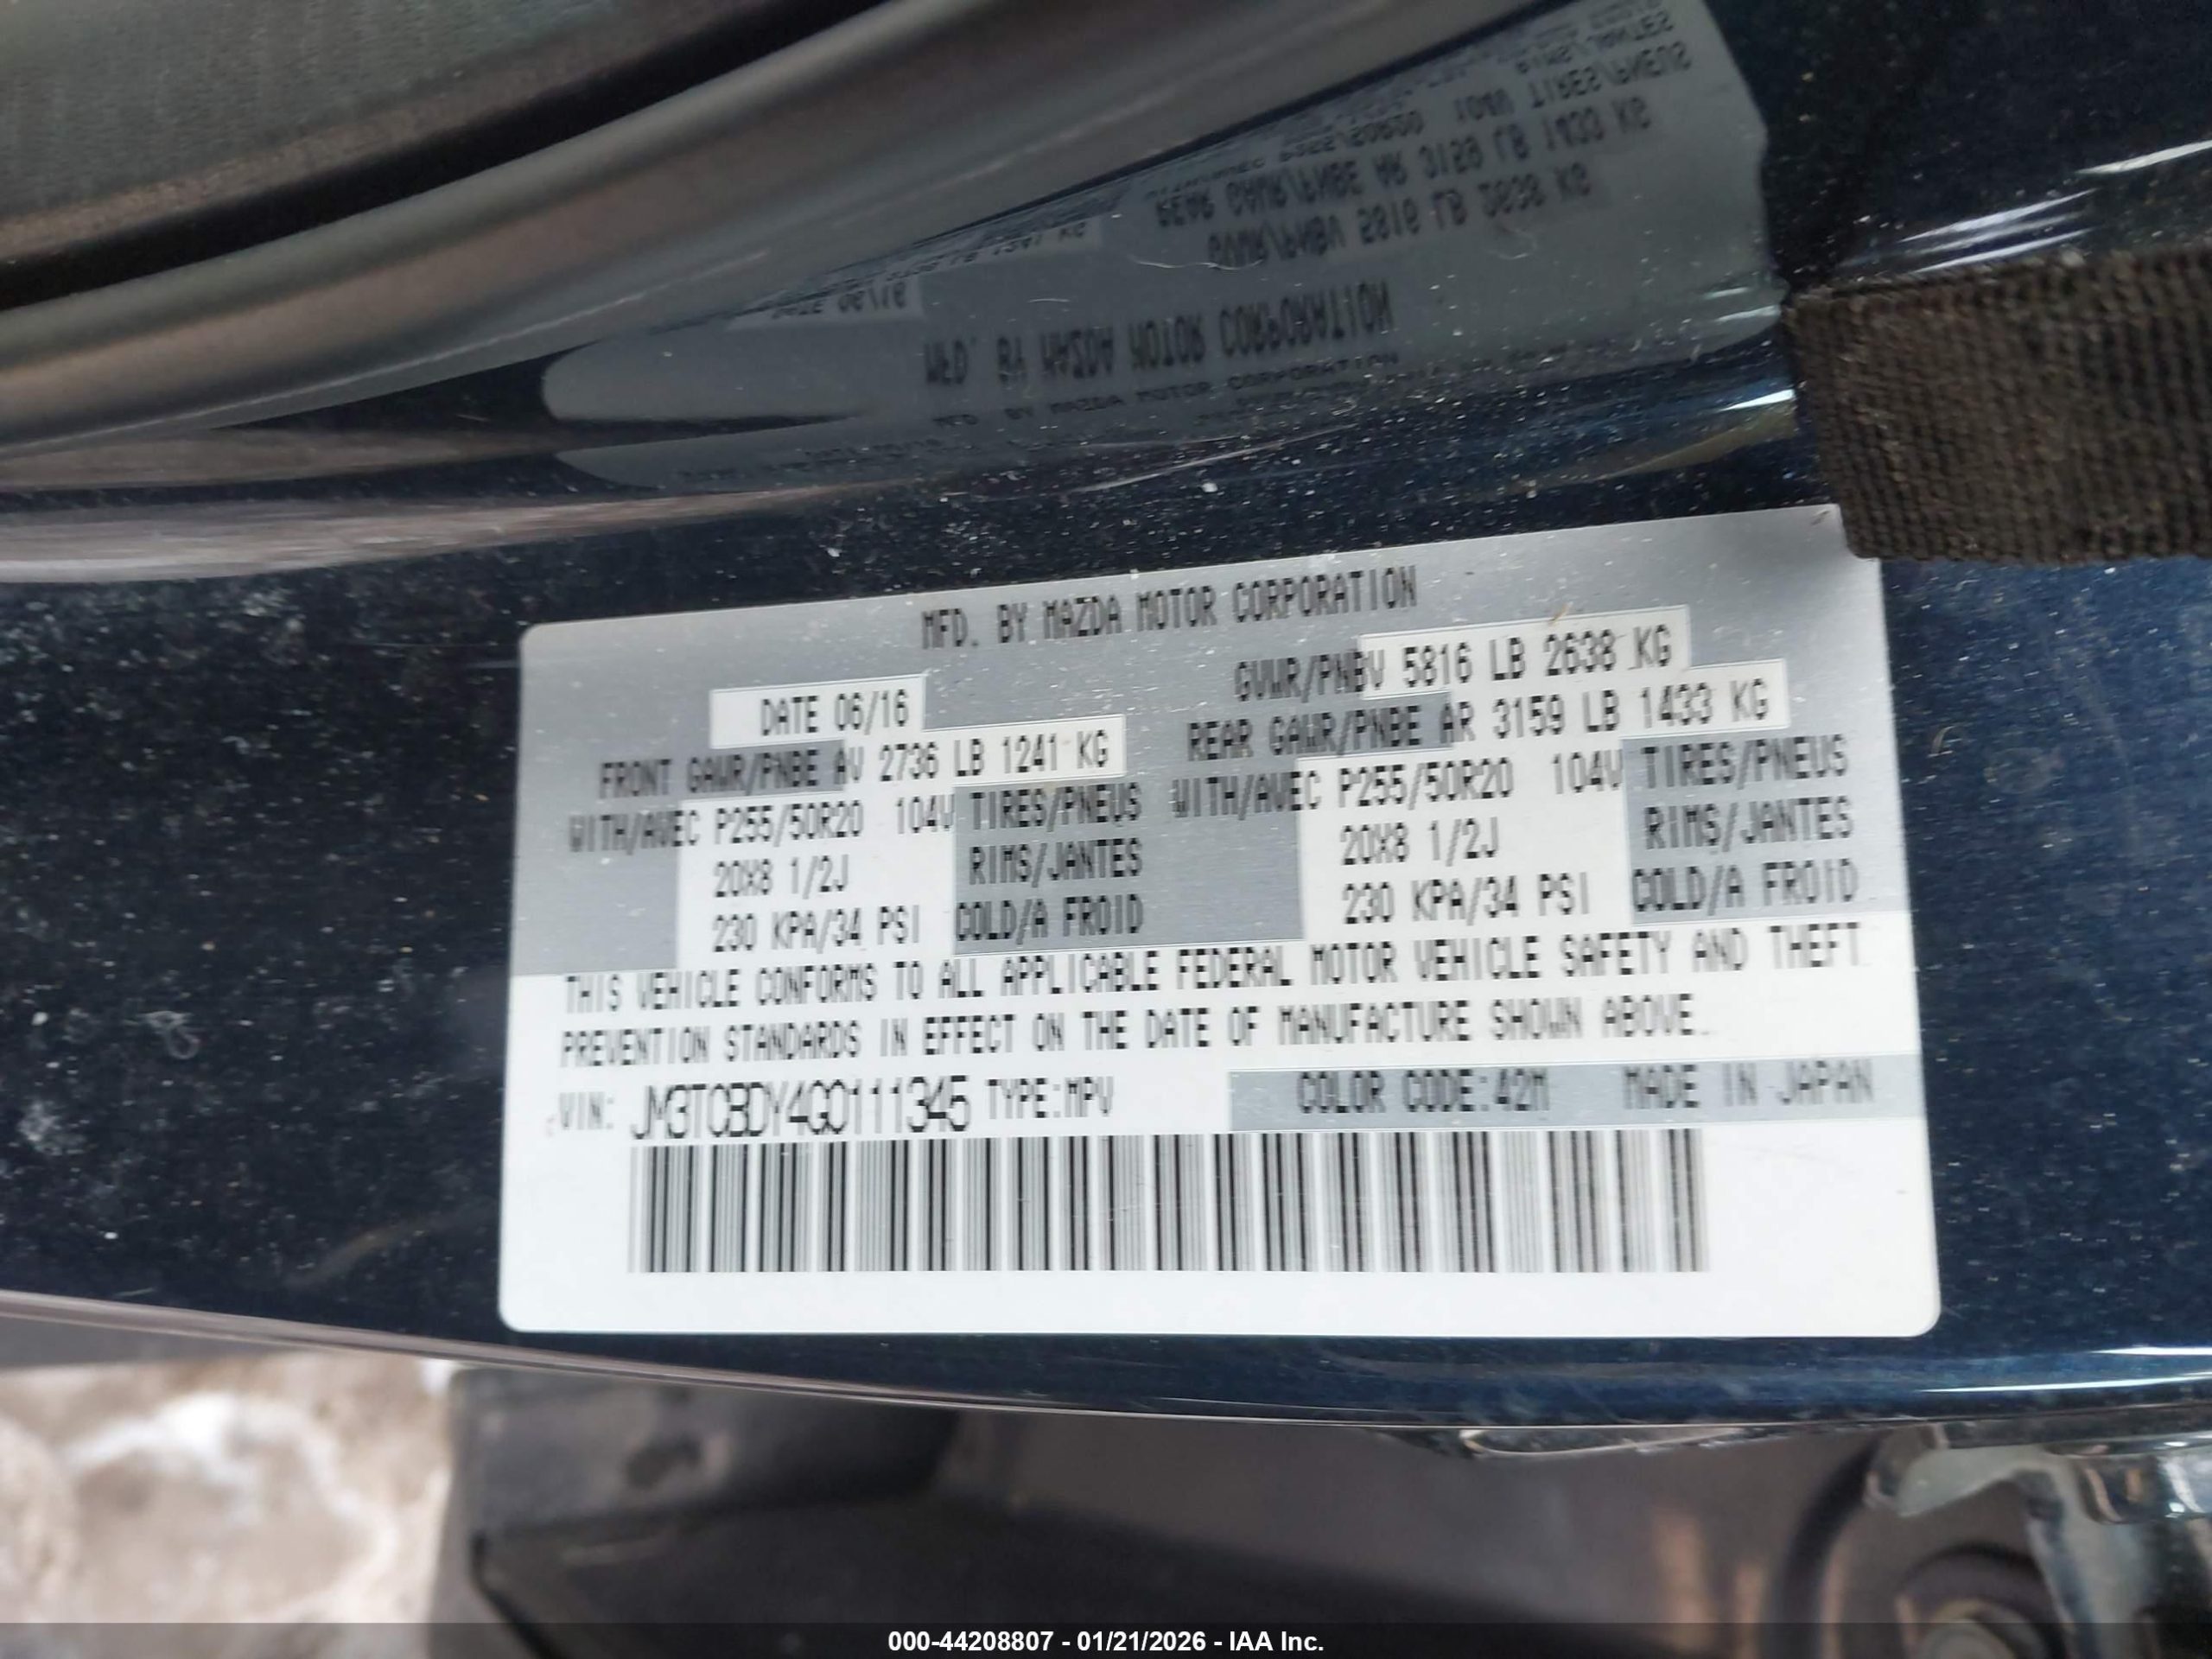 MFD. BY MAZDA MOTOR CORPORATION
DATE 06/16 GVWR/PNBV 5816 LB 2638 KG
FRONT GAWR/PNBE AV 2736 LB 1241 KG REAR GAWR/PNBE AR 3159 LB 1433 KG
WITH/AVEC P255/50R20 104V TIRES/PNEUS WITH/AVEC P255/50R20 104V TIRES/PNEUS
20X8 1/2J RIMS/JANTES 20X8 1/2J RIMS/JANTES
230 KPA/34 PSI COLD/A FROID 230 KPA/34 PSI COLD/A FROID
THIS VEHICLE CONFORMS TO ALL APPLICABLE FEDERAL MOTOR VEHICLE SAFETY AND THEFT
PREVENTION STANDARDS IN EFFECT ON THE DATE OF MANUFACTURE SHOWN ABOVE.
VIN: JM3TCBDY4G0111345 TYPE:MPV COLOR CODE:42M MADE IN JAPAN
000-44208807 - 01/21/2026 - IAA Inc.